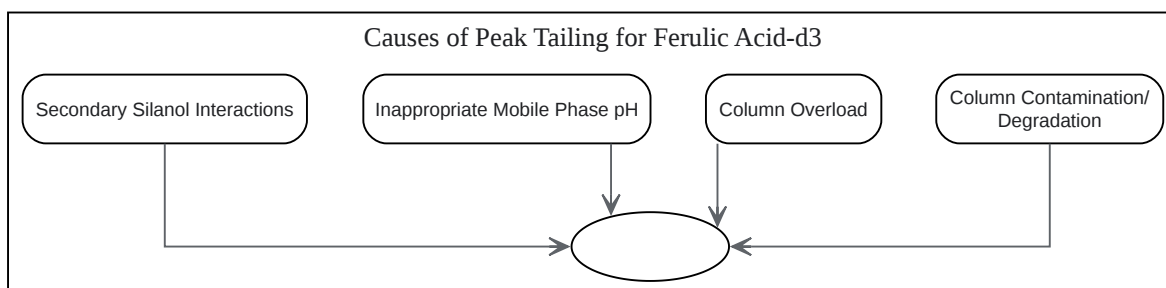 Causes of Peak Tailing for Ferulic Acid-d3
Secondary Silanol Interactions
Inappropriate Mobile Phase pH
Column Overload
Column Contamination/
Degradation